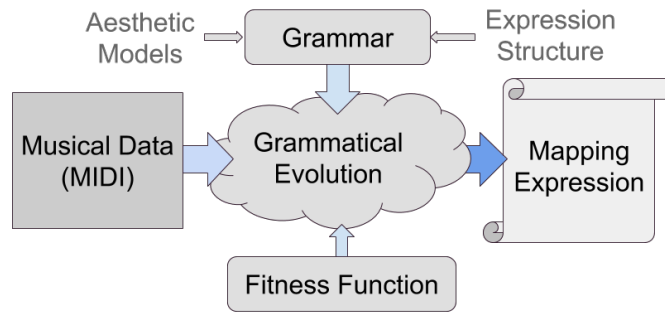 Aesthetic
Models
Grammar
Expression
Structure
Musical Data
(MIDI)
Grammatical
Evolution
Mapping
Expression
Fitness Function